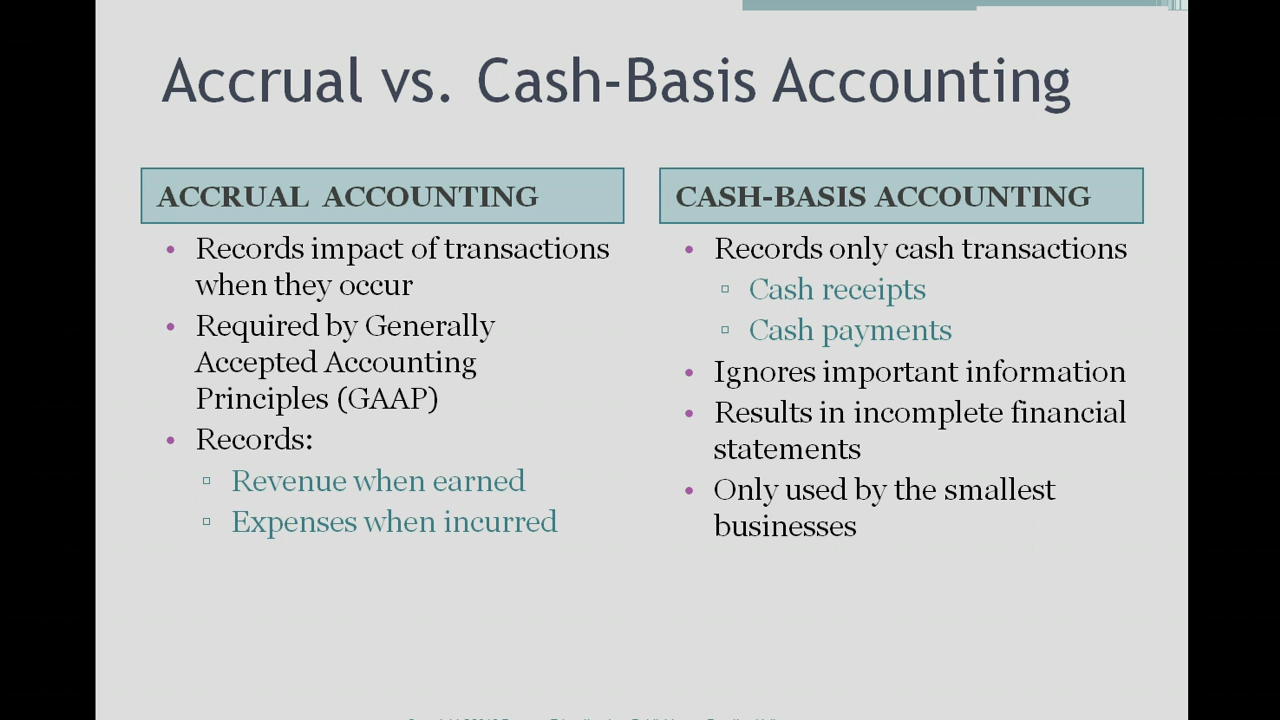 Accrual vs. Cash-Basis Accounting
ACCRUAL ACCOUNTING
• Records impact of transactions
when they occur
• Required by Generally
Accepted Accounting
Principles (GAAP)
• Records:
▫ Revenue when earned
▫ Expenses when incurred
CASH-BASIS ACCOUNTING
• Records only cash transactions
▫ Cash receipts
▫ Cash payments
• Ignores important information
• Results in incomplete financial
statements
• Only used by the smallest
businesses